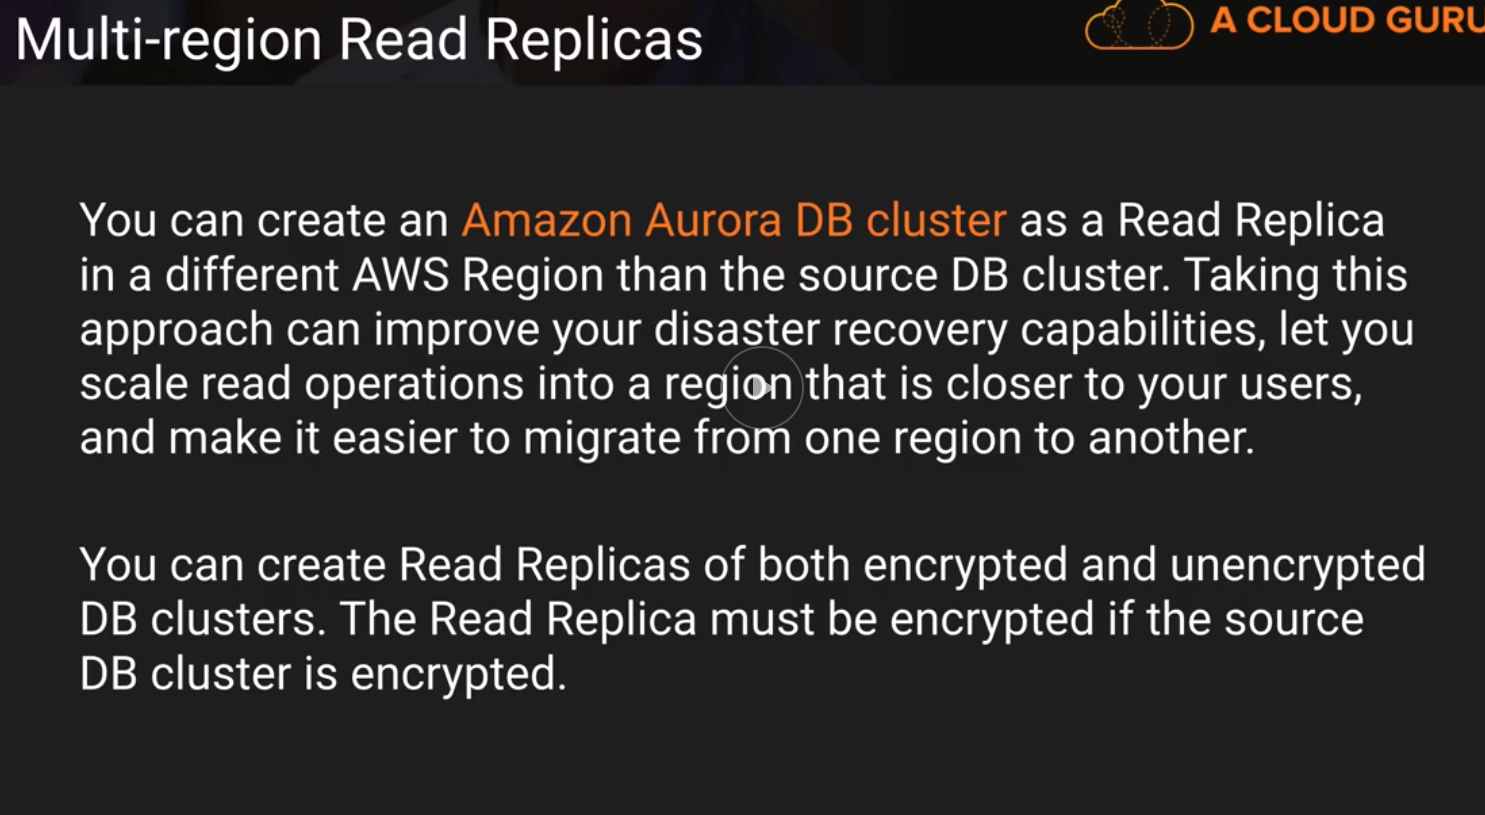 Multi-region Read Replicas
A CLOUD GURU
You can create an Amazon Aurora DB cluster as a Read Replica
in a different AWS Region than the source DB cluster. Taking this
approach can improve your disaster recovery capabilities, let you
scale read operations into a region that is closer to your users,
and make it easier to migrate from one region to another.
You can create Read Replicas of both encrypted and unencrypted
DB clusters. The Read Replica must be encrypted if the source
DB cluster is encrypted.